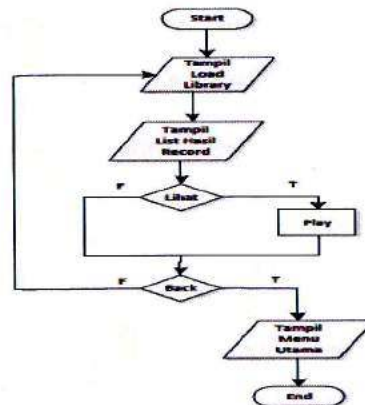 Start
Tampil
Load
Library
Tampil
List Hasil
Record
F
Lihat
T
Play
F
Back
T
Tampil
Menu
Utama
End